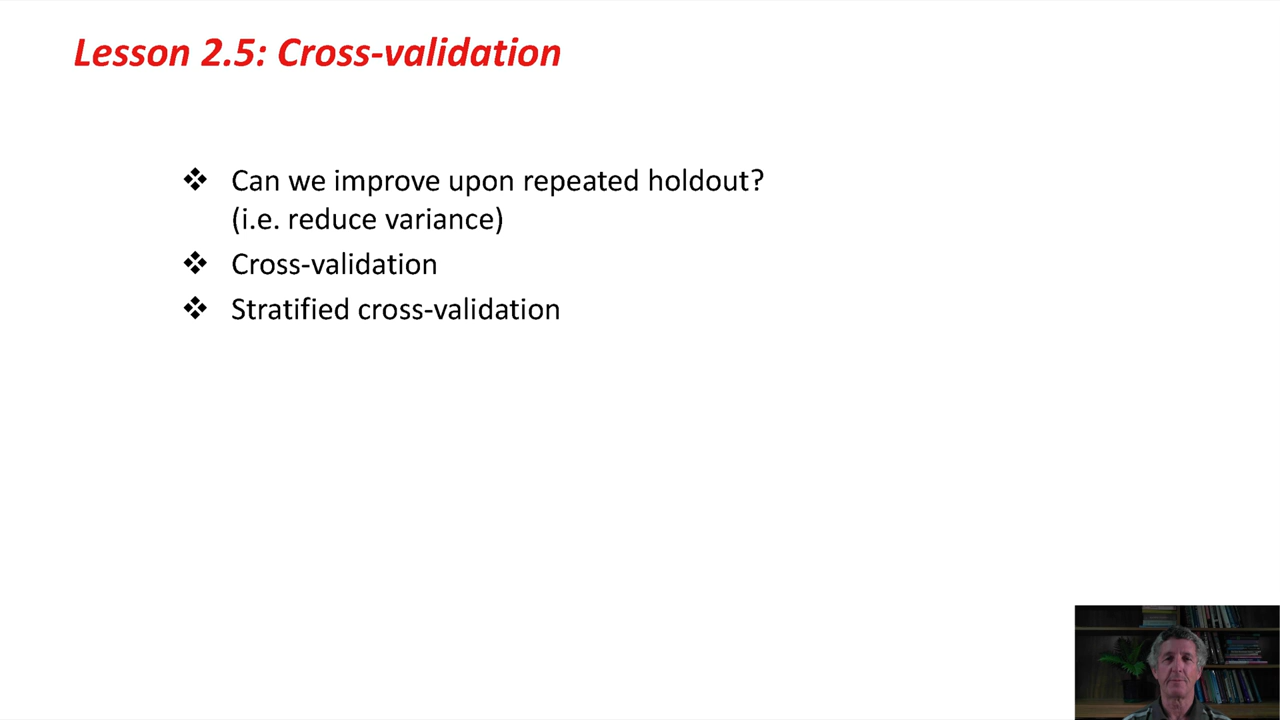 Lesson 2.5: Cross-validation
❖ Can we improve upon repeated holdout?
(i.e. reduce variance)
❖ Cross-validation
❖ Stratified cross-validation